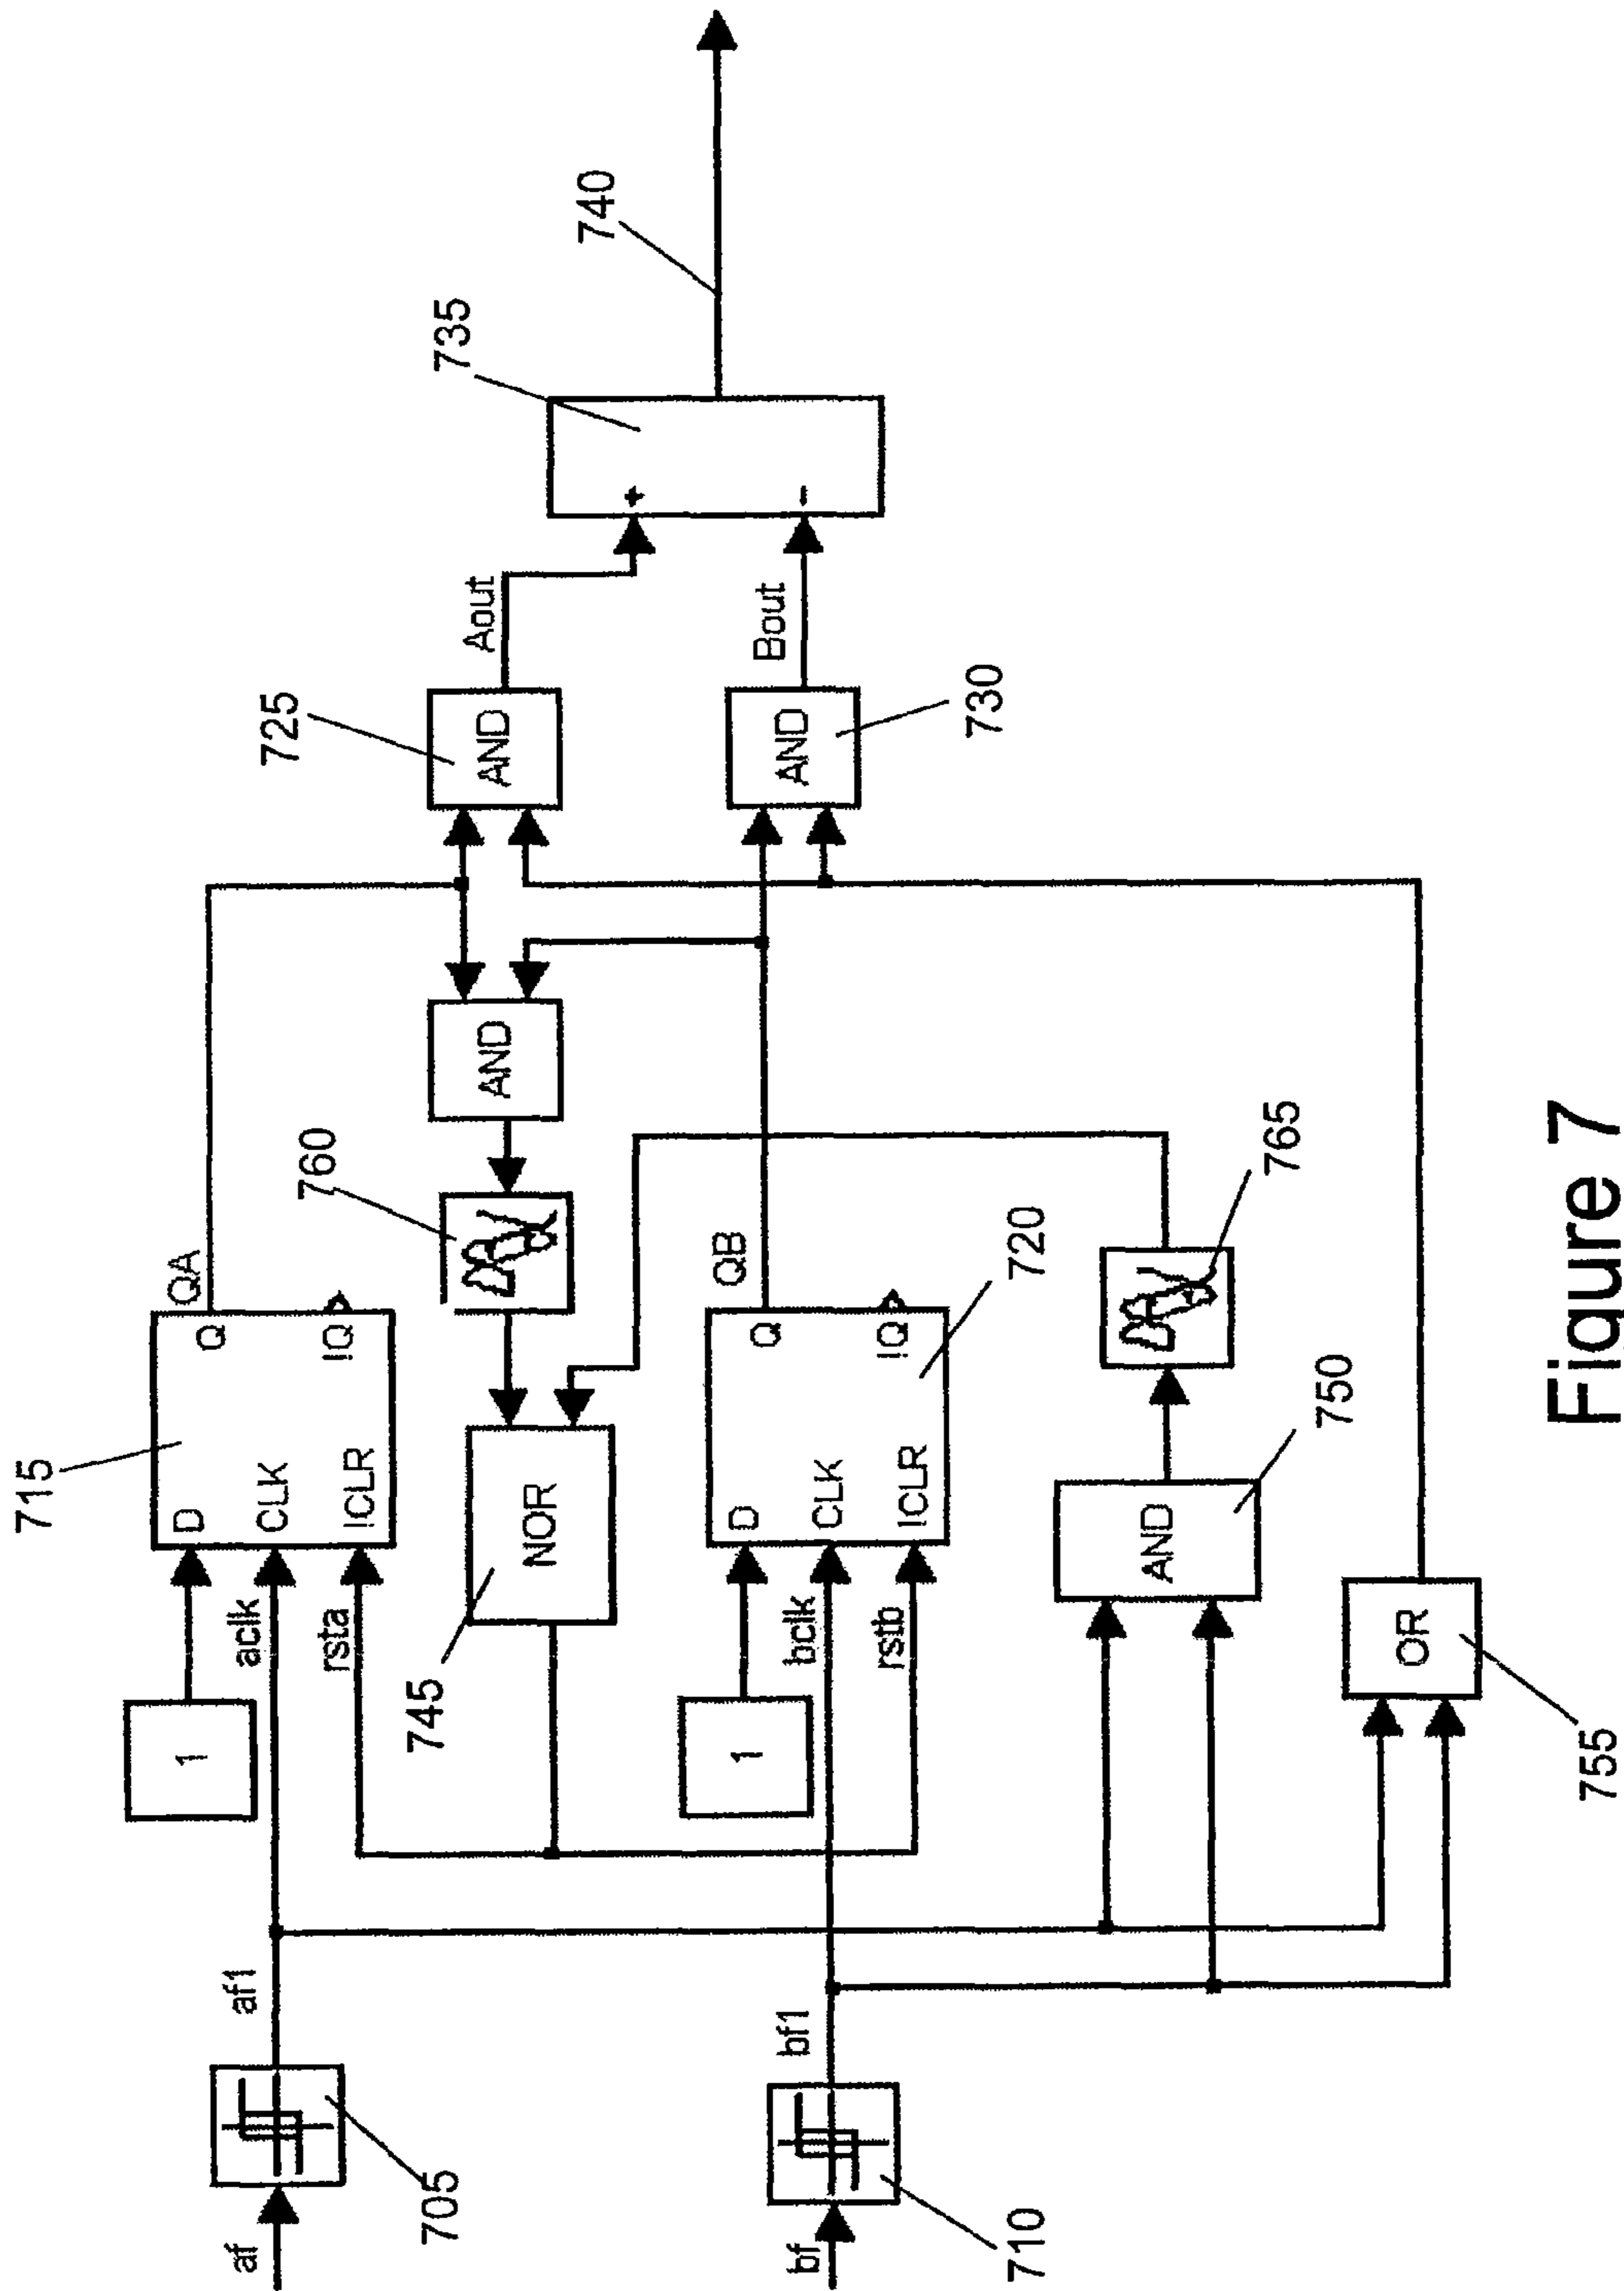 715
1
D
Q
QA
aclk
CLK
rsta
!CLR
!Q
af
af1
705
745
NOR
760
AND
725
AND
Aout
735
+
-
740
1
D
Q
QB
bclk
CLK
rstb
!CLR
!Q
720
bf
bf1
710
AND
730
Bout
AND
750
765
OR
755
Figure 7